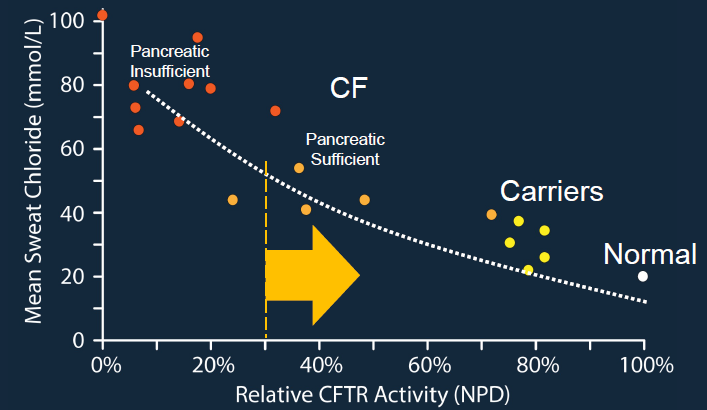 Mean Sweat Chloride (mmol/L)
100
80
60
40
20
0
Pancreatic
Insufficient
CF
Pancreatic
Sufficient
Carriers
Normal
0%
20%
40%
60%
80%
100%
Relative CFTR Activity (NPD)